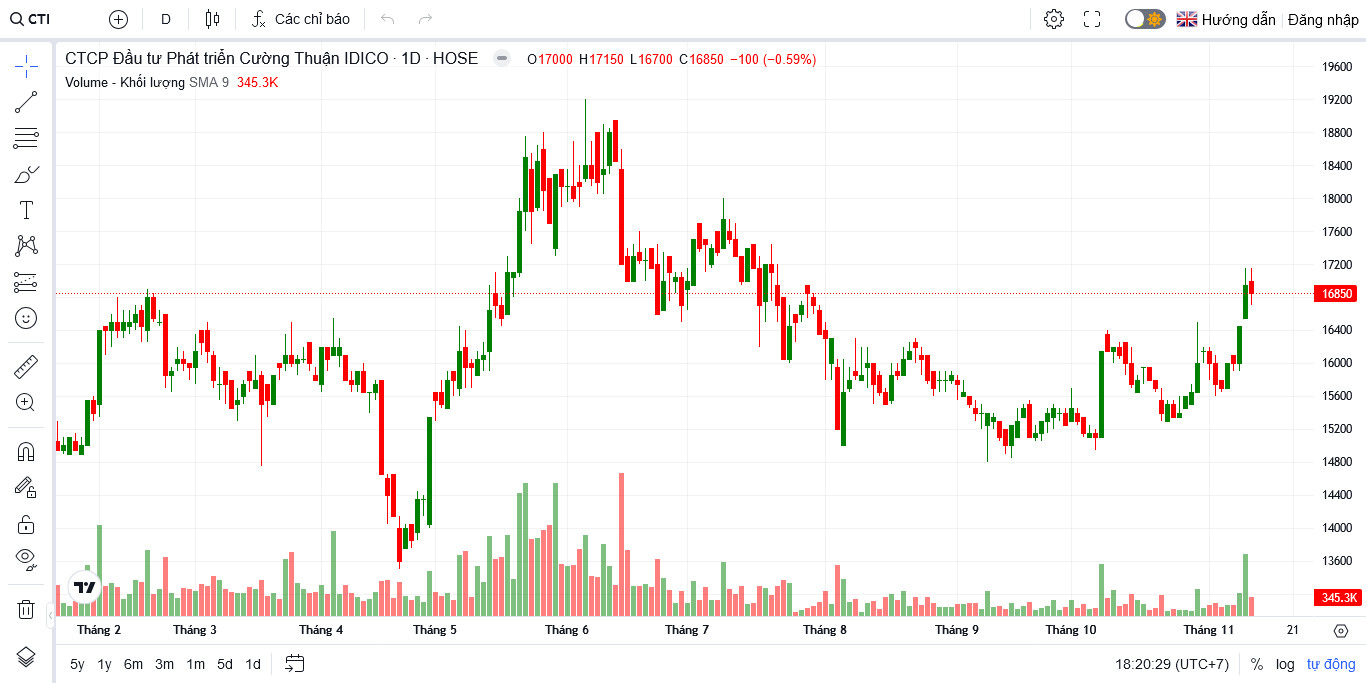 CTI D Các chỉ báo Hướng dẫn Đăng nhập
CTCP Đầu tư Phát triển Cường Thuận IDICO · 1D · HOSE O17000 H17150 L16700 C16850 −100 (−0.59%)
Volume - Khối lượng SMA 9 345.3K
19600
19200
18800
18400
18000
17600
17200
16850
16400
16000
15600
15200
14800
14400
14000
13600
345.3K
Tháng 2 Tháng 3 Tháng 4 Tháng 5 Tháng 6 Tháng 7 Tháng 8 Tháng 9 Tháng 10 Tháng 11 21
5y 1y 6m 3m 1m 5d 1d 18:20:29 (UTC+7) % log tự động